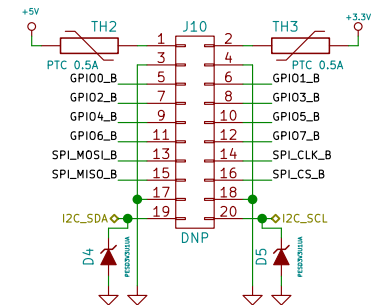 +5V
TH2
J10
TH3
+3.3V
1
2
PTC 0.5A
3
4
PTC 0.5A
GPIO0_B
5
6
GPIO1_B
GPIO2_B
7
8
GPIO3_B
GPIO4_B
9
10
GPIO5_B
GPIO6_B
11
12
GPIO7_B
SPI_MOSI_B
13
14
SPI_CLK_B
SPI_MISO_B
15
16
SPI_CS_B
17
18
I2C_SDA
19
20
I2C_SCL
DNP
D4
PESD3V3U1UA
D5
PESD3V3U1UA